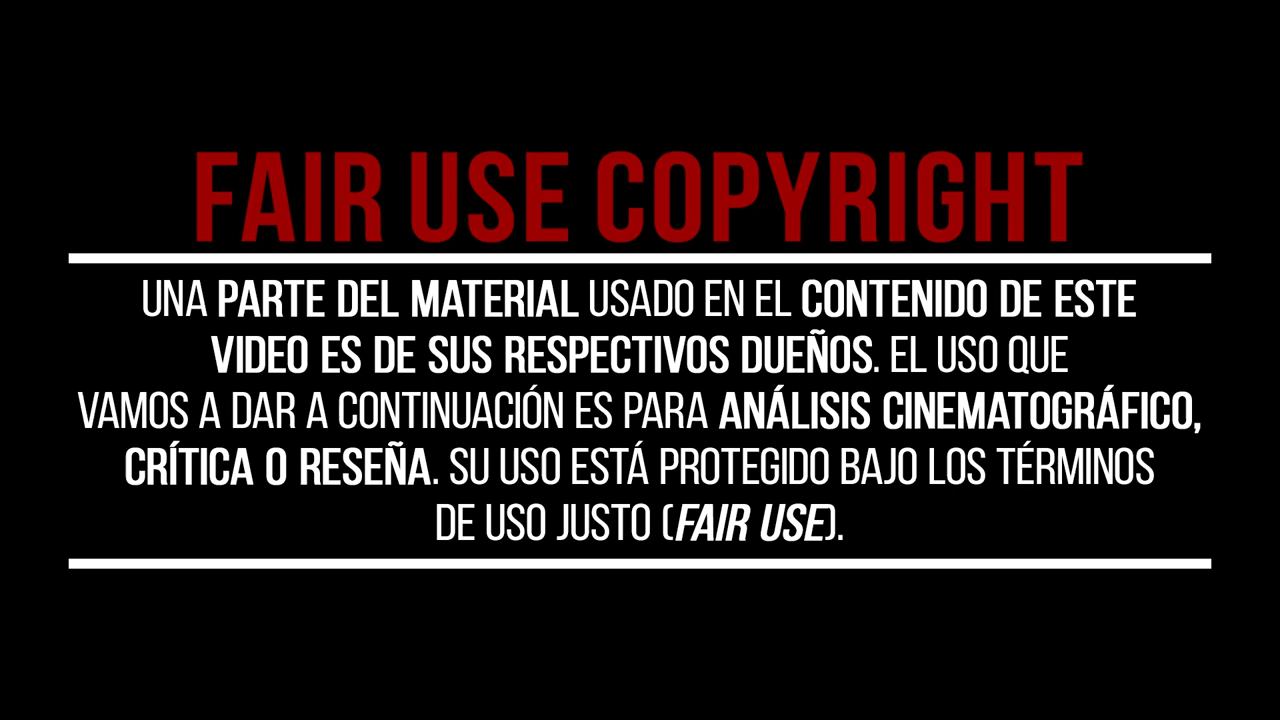 FAIR USE COPYRIGHT
UNA PARTE DEL MATERIAL USADO EN EL CONTENIDO DE ESTE
VIDEO ES DE SUS RESPECTIVOS DUEÑOS. EL USO QUE
VAMOS A DAR A CONTINUACIÓN ES PARA ANÁLISIS CINEMATOGRÁFICO,
CRÍTICA O RESEÑA. SU USO ESTÁ PROTEGIDO BAJO LOS TÉRMINOS
DE USO JUSTO (FAIR USE).